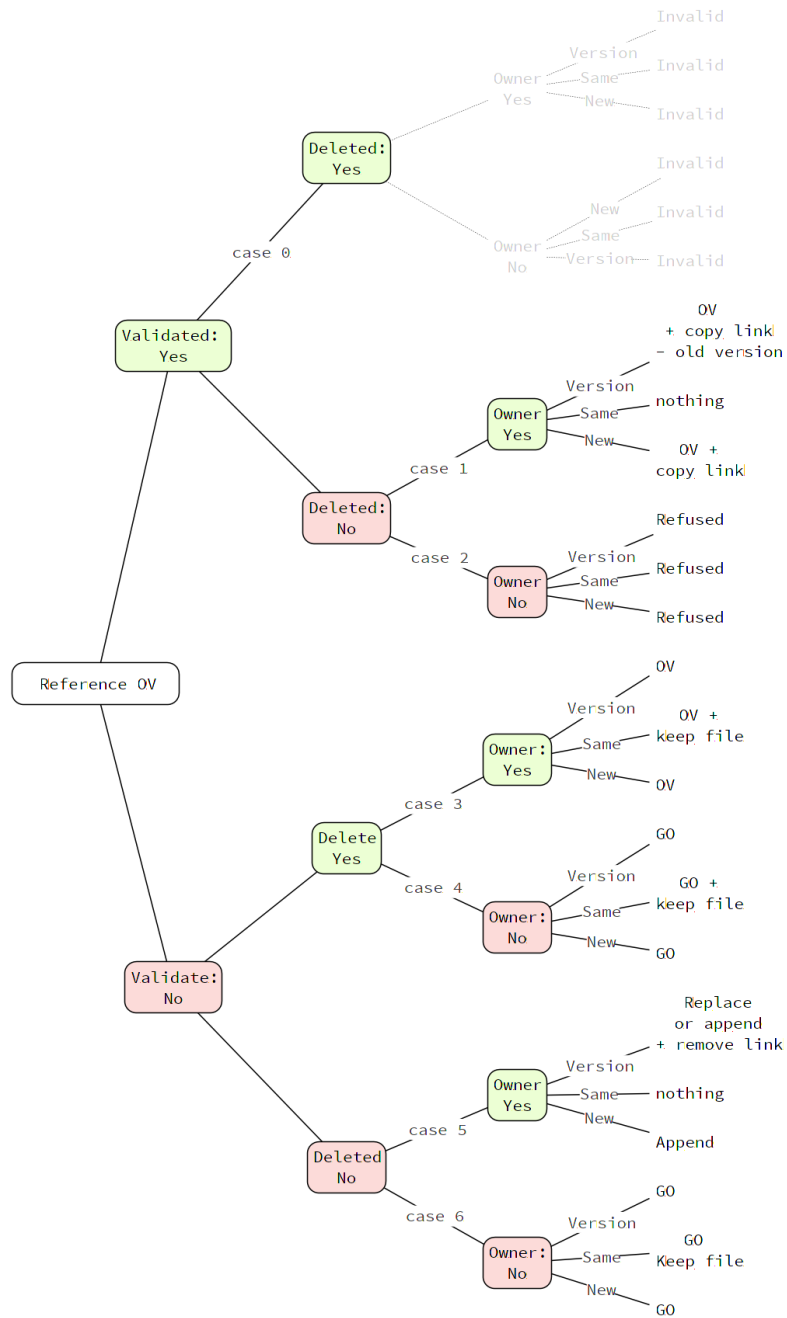 Invalid
Version
Invalid
Owner
Yes
Same
New
Invalid
Deleted:
Yes
Invalid
New
Invalid
Same
Owner
No
Version
Invalid
case 0
OV
+ copy link
- old version
Validated:
Yes
Version
nothing
Owner
Yes
Same
New
OV +
copy link
case 1
Deleted:
No
Refused
case 2
Version
Refused
Owner
No
Same
New
Refused
OV
Reference OV
Version
OV +
keep file
Owner:
Yes
Same
New
OV
case 3
Delete
Yes
GO
case 4
Version
GO +
keep file
Owner:
No
Same
New
GO
Validate:
No
Replace
or append
+ remove link
Version
Owner
Yes
Same
nothing
New
case 5
Append
Deleted
No
GO
case 6
Version
GO
Keep file
Owner:
No
Same
New
GO